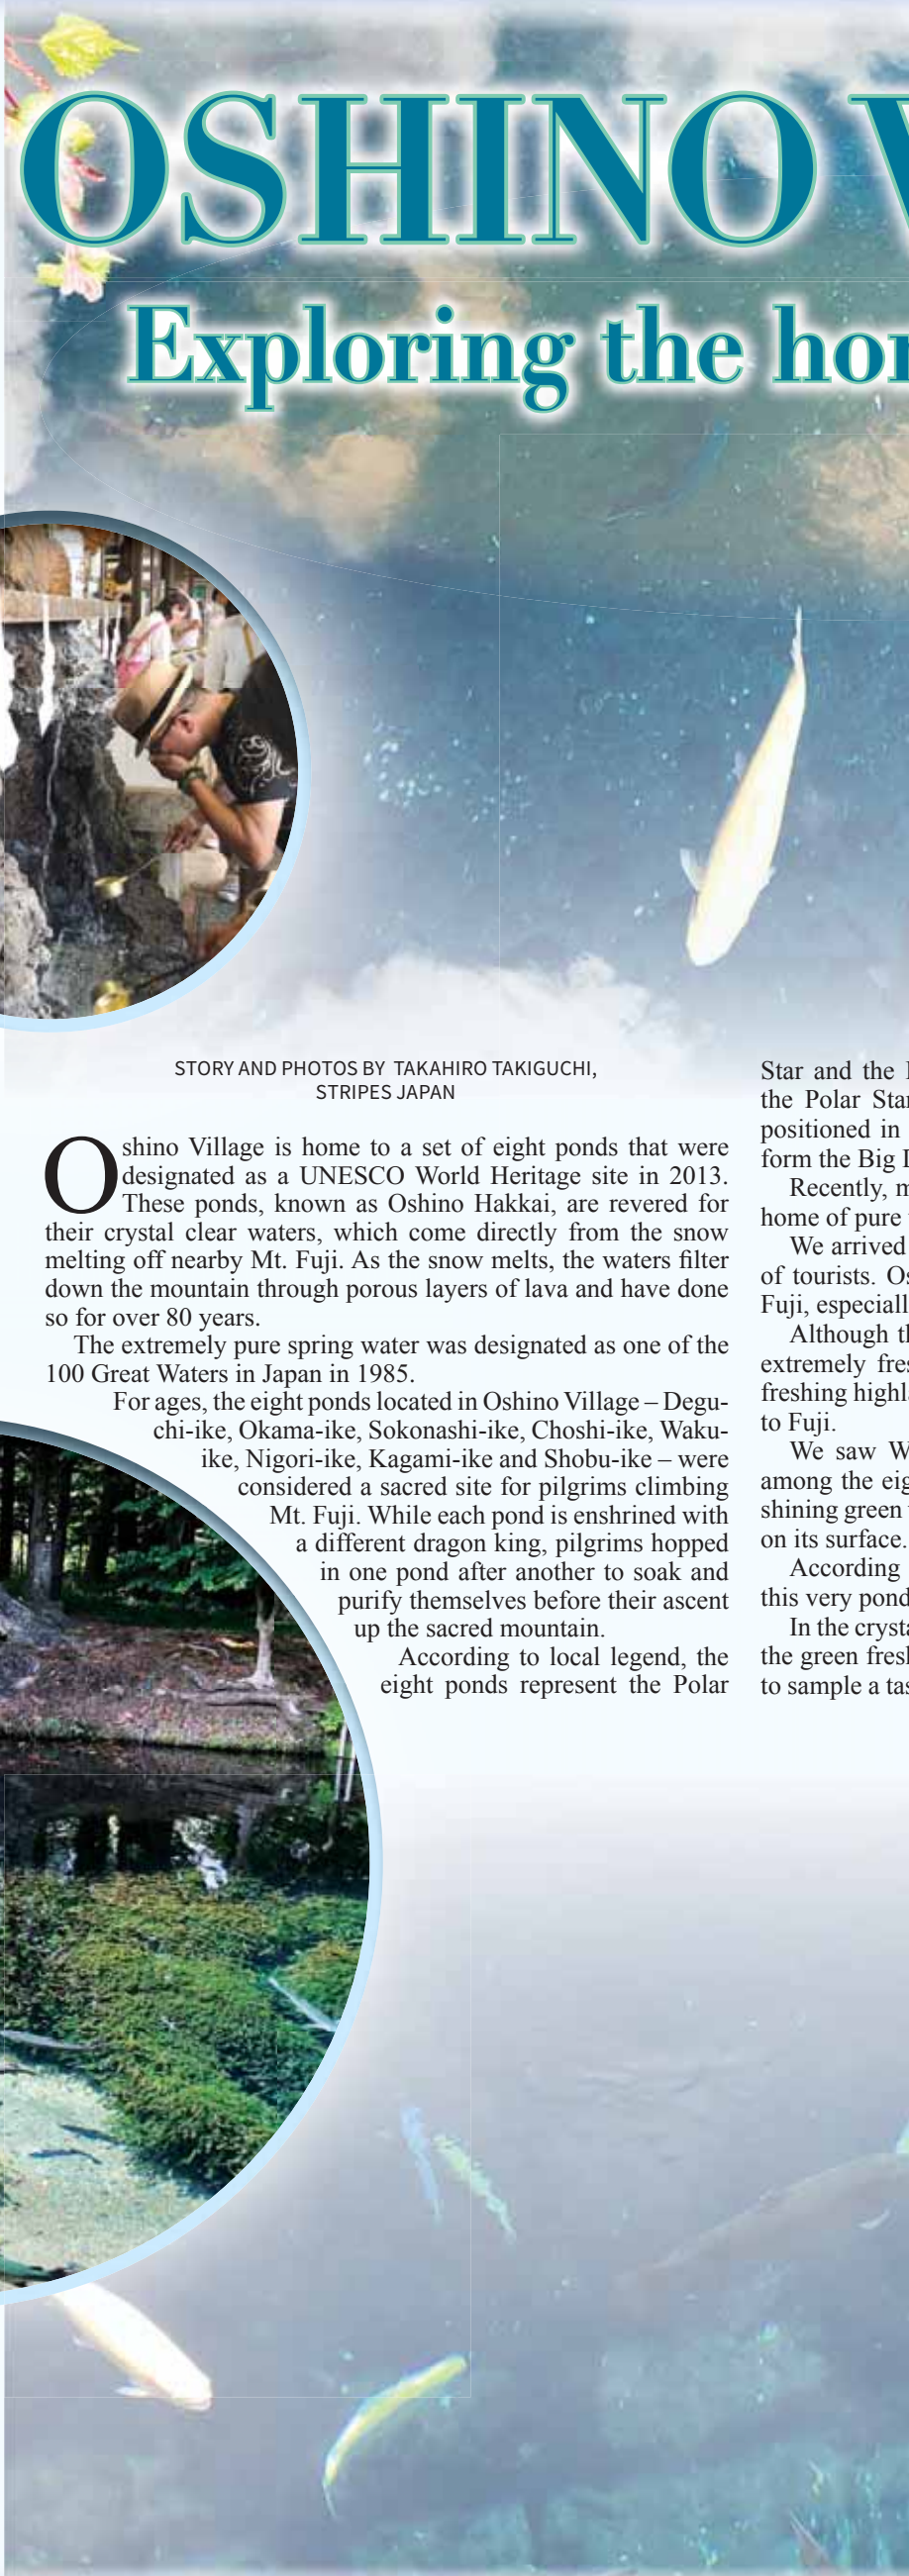 OSHINO
Exploring the
STORY AND PHOTOS BY TAKAHIRO TAKIGUCHI,
STRIPES JAPAN
Oshino Village is home to a set of eight ponds that were
designated as a UNESCO World Heritage site in 2013.
These ponds, known as Oshino Hakkai, are revered for
their crystal clear waters, which come directly from the snow
melting off nearby Mt. Fuji. As the snow melts, the waters filter
down the mountain through porous layers of lava and have done
so for over 80 years.
The extremely pure spring water was designated as one of the
100 Great Waters in Japan in 1985.
For ages, the eight ponds located in Oshino Village – Degu-
chi-ike, Okama-ike, Sokonashi-ike, Choshi-ike, Waku-
ike, Nigori-ike, Kagami-ike and Shobu-ike – were
considered a sacred site for pilgrims climbing
Mt. Fuji. While each pond is enshrined with
a different dragon king, pilgrims hopped
in one pond after another to soak and
purify themselves before their ascent
up the sacred mountain.
According to local legend, the
eight ponds represent the Polar
Star and the
the Polar
positioned in
form the Big
Recently,
home of pure
We arrived
of tourists.
Fuji,
Although
extremely
freshing
to Fuji.
We saw
among the
shining green
on its surface.
According
this very pond
In the
the green
to sample a